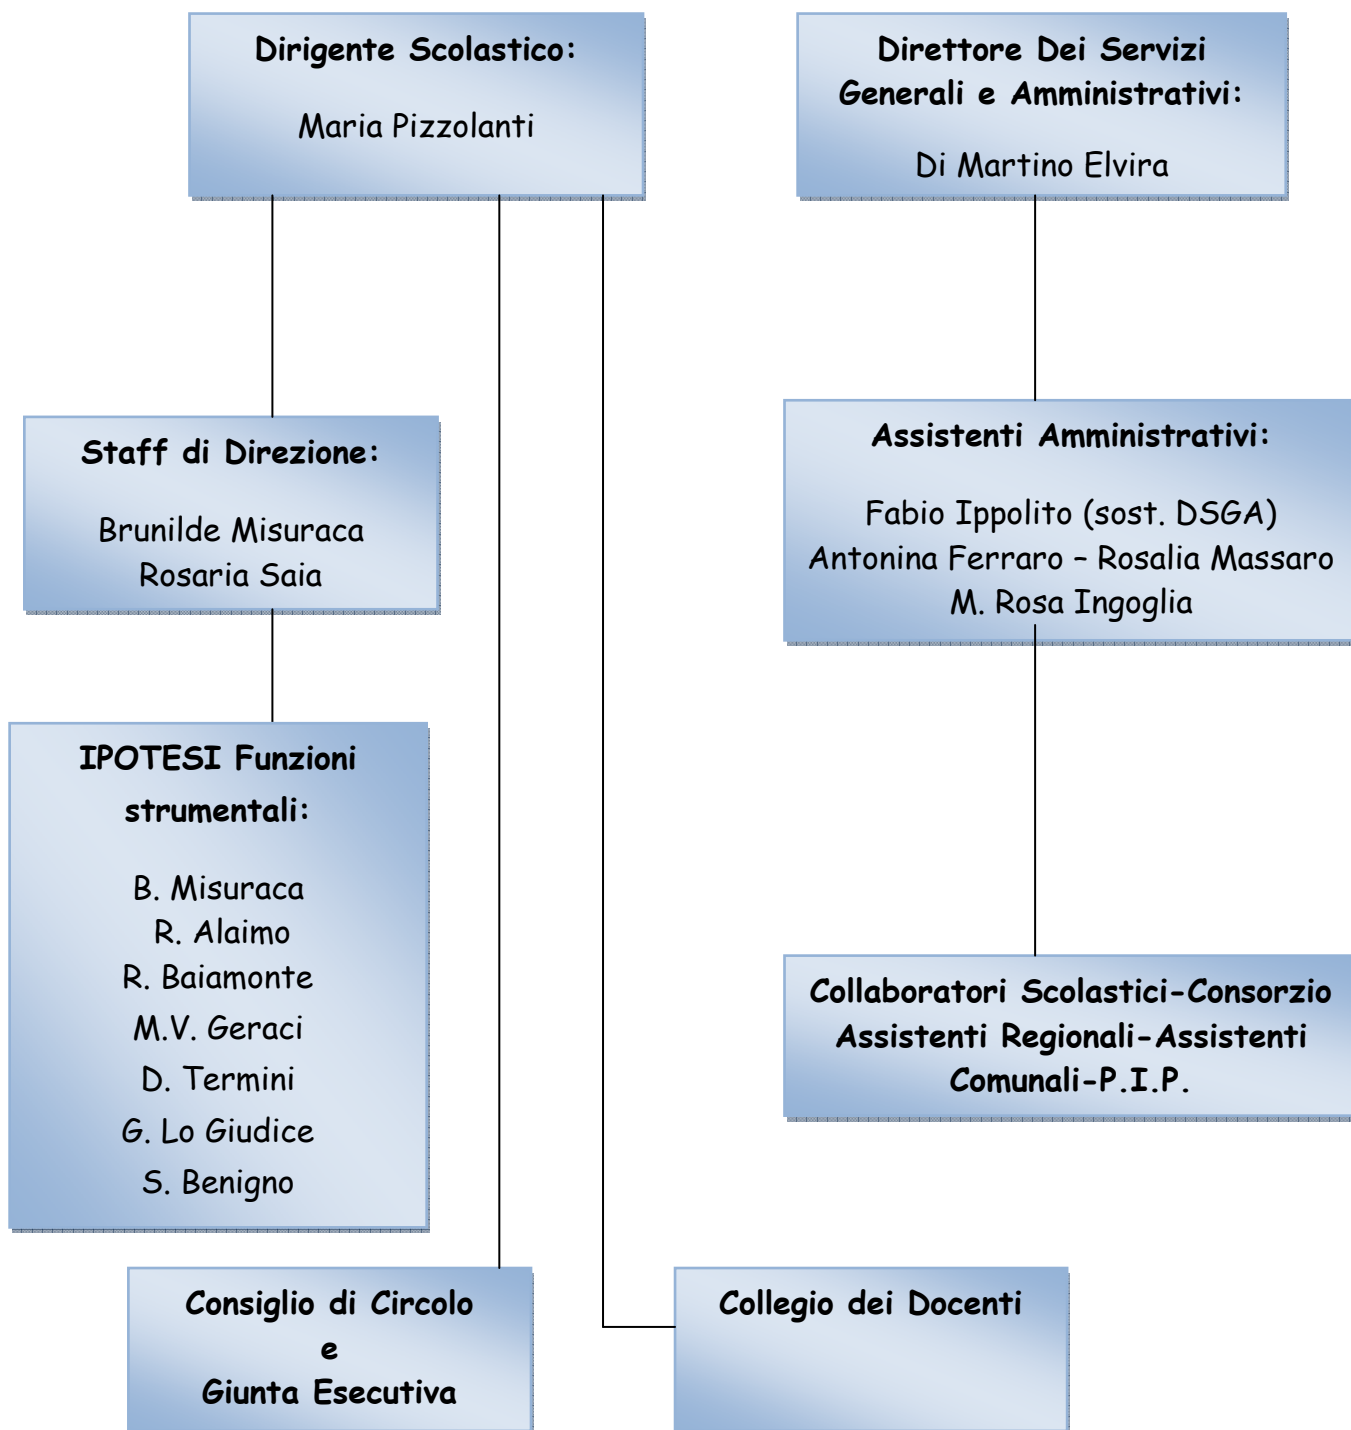 Dirigente Scolastico:
Maria Pizzolanti
Direttore Dei Servizi
Generali e Amministrativi:
Di Martino Elvira
Staff di Direzione:
Brunilde Misuraca
Rosaria Saia
Assistenti Amministrativi:
Fabio Ippolito (sost. DSGA)
Antonina Ferraro – Rosalia Massaro
M. Rosa Ingoglia
IPOTESI Funzioni
strumentali:
B. Misuraca
R. Alaimo
R. Baiamonte
M.V. Geraci
D. Termini
G. Lo Giudice
S. Benigno
Collaboratori Scolastici-Consorzio
Assistenti Regionali-Assistenti
Comunali-P.I.P.
Consiglio di Circolo
e
Giunta Esecutiva
Collegio dei Docenti